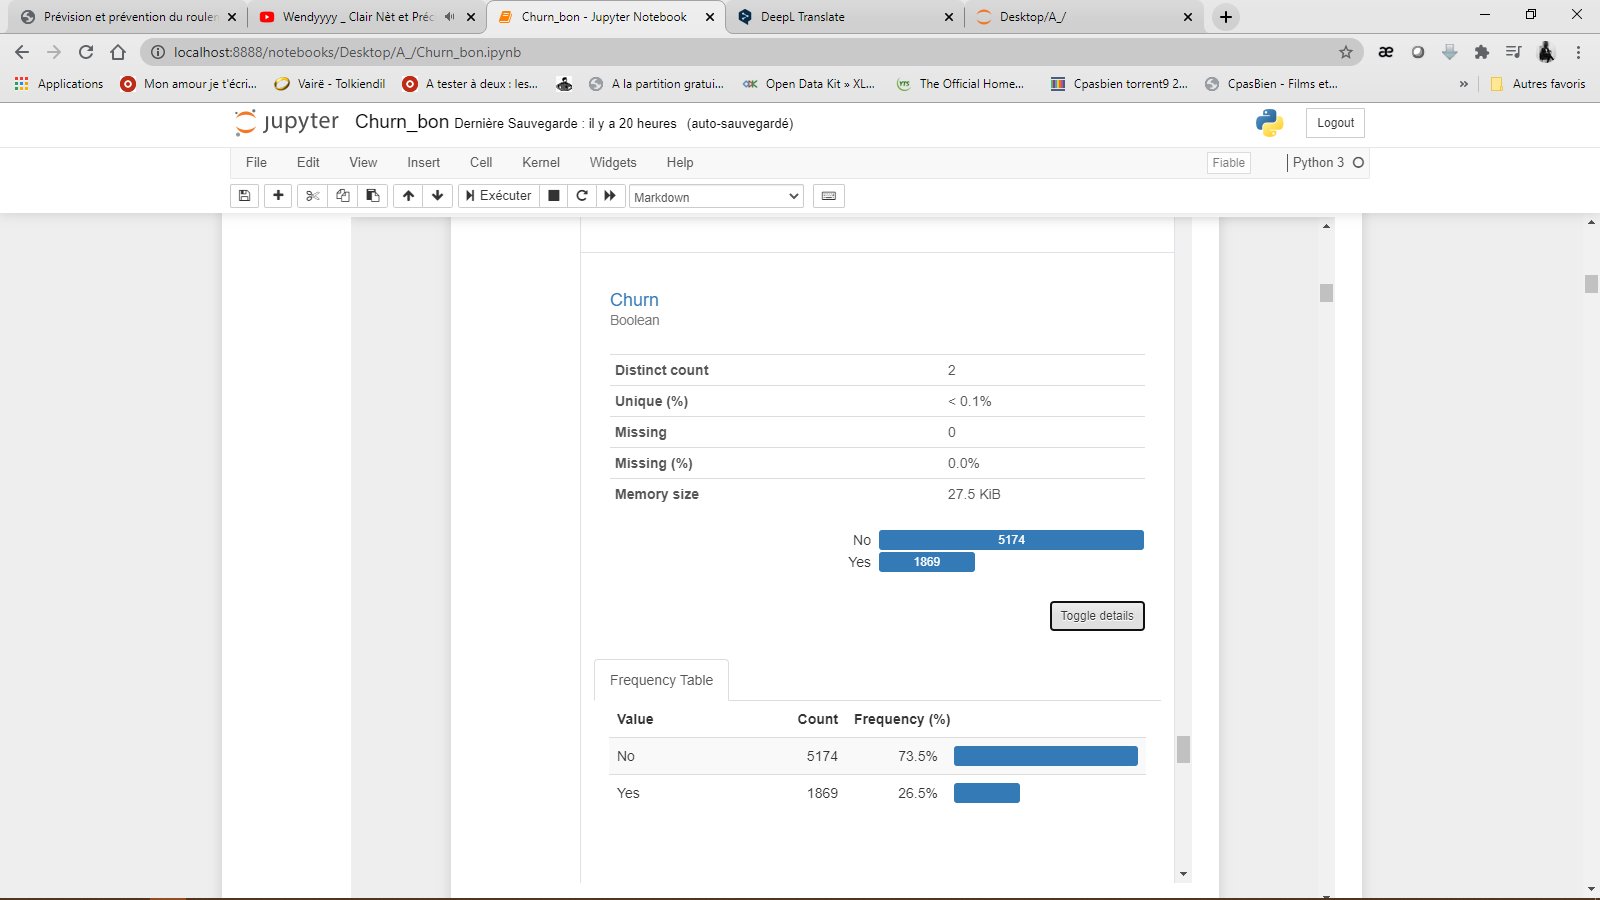 Prévision et prévention du roulen
Wendyyyy _ Clair Nèt et Préc
Churn_bon - Jupyter Notebook
DeepL Translate
Desktop/A_/
localhost:8888/notebooks/Desktop/A_/Churn_bon.ipynb
Applications
Mon amour je t'écri...
Vairë - Tolkiendil
A tester à deux : les...
A la partition gratui...
Open Data Kit » XL...
The Official Home...
Cpasbien torrent9 2...
CpasBien - Films et...
»
Autres favoris
jupyter Churn_bon Dernière Sauvegarde : il y a 20 heures (auto-sauvegardé)
Logout
File Edit View Insert Cell Kernel Widgets Help
Fiable
Python 3
Exécuter
Markdown
Churn
Boolean
Distinct count 2
Unique (%) < 0.1%
Missing 0
Missing (%) 0.0%
Memory size 27.5 KiB
No 5174
Yes 1869
Toggle details
Frequency Table
Value Count Frequency (%)
No 5174 73.5%
Yes 1869 26.5%